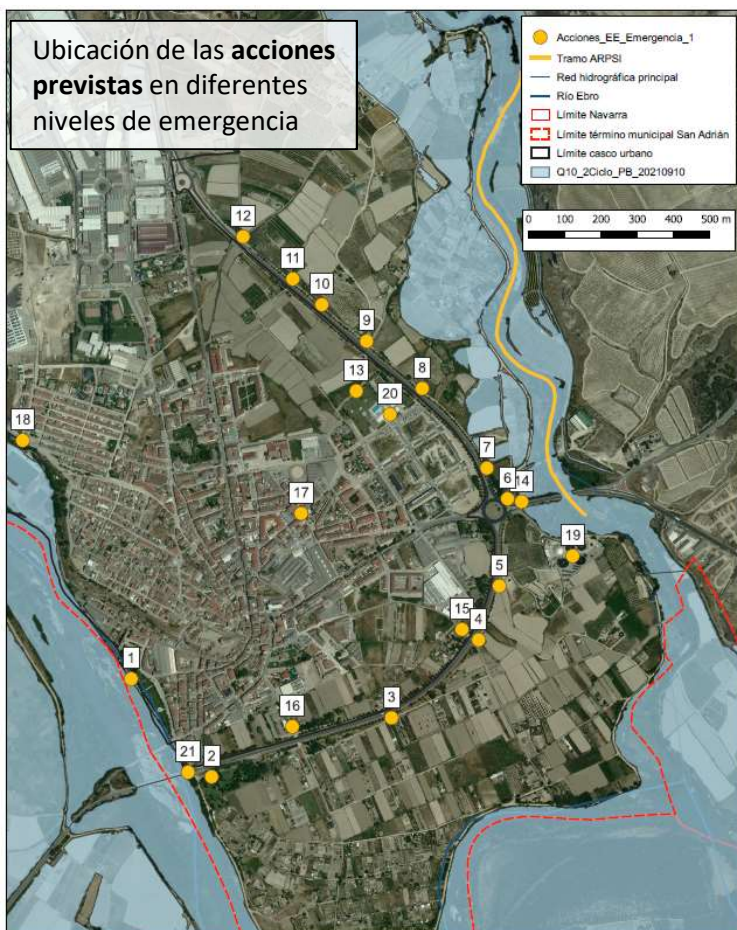 Ubicación de las acciones
previstas en diferentes
niveles de emergencia
Acciones_EE_Emergencia_1
Tramo ARPSI
Red hidrográfica principal
Río Ebro
Límite Navarra
Límite término municipal San Adrián
Límite casco urbano
Q10_2Ciclo_PB_20210910
0 100 200 300 400 500 m
12
11
10
9
8
13
20
18
7
6
14
17
19
5
15
4
1
3
16
21
2